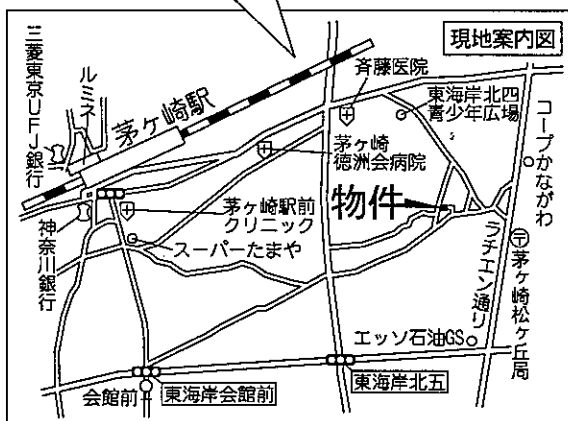 現地案内図
三菱東京UFJ銀行
ルミネ
茅ヶ崎駅
斉藤医院
東海岸北四
青少年広場
コープかながわ
茅ヶ崎
徳洲会病院
物件
神奈川銀行
茅ヶ崎駅前
クリニック
スーパーたまや
ラチエン通り
〒茅ヶ崎松ヶ丘局
エッソ石油GS
会館前
東海岸会館前
東海岸北五